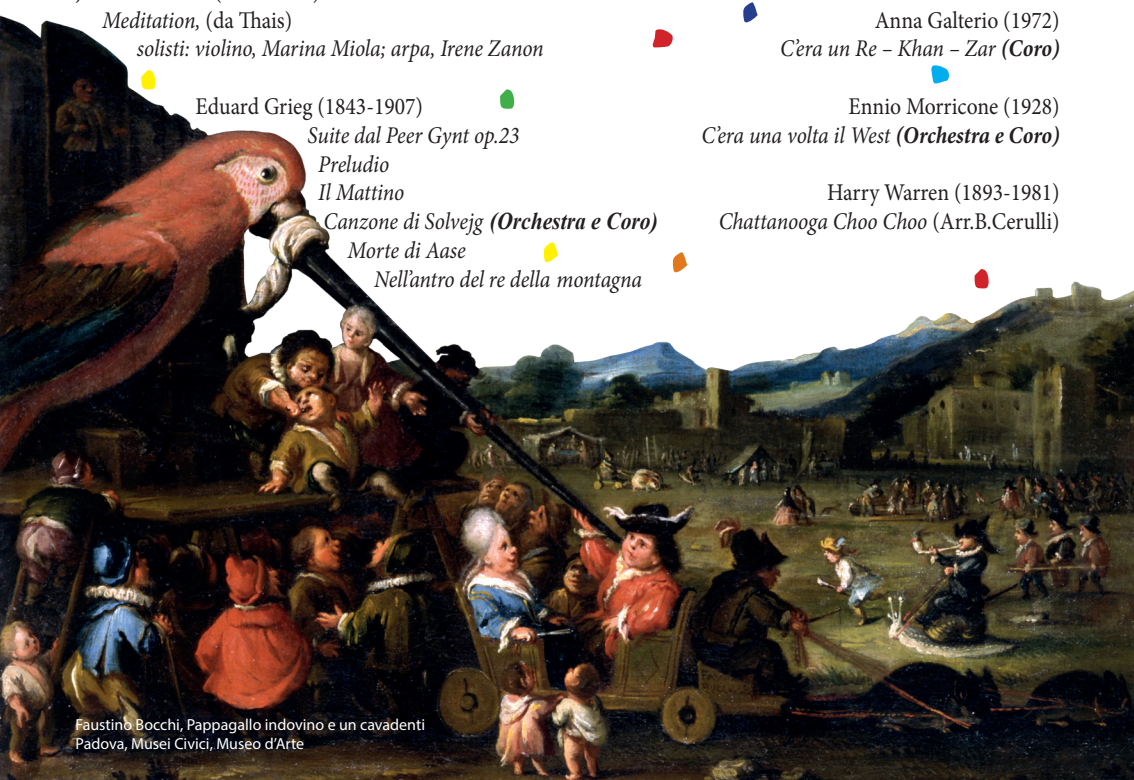 Meditation, (da Thais)
solisti: violino, Marina Miola; arpa, Irene Zanon
Eduard Grieg (1843-1907)
Suite dal Peer Gynt op.23
Preludio
Il Mattino
Canzone di Solvejg (Orchestra e Coro)
Morte di Aase
Nell'antro del re della montagna
Anna Galterio (1972)
C'era un Re – Khan – Zar (Coro)
Ennio Morricone (1928)
C'era una volta il West (Orchestra e Coro)
Harry Warren (1893-1981)
Chattanooga Choo Choo (Arr.B.Cerulli)
Faustino Bocchi, Pappagallo indovino e un cavadenti
Padova, Musei Civici, Museo d'Arte